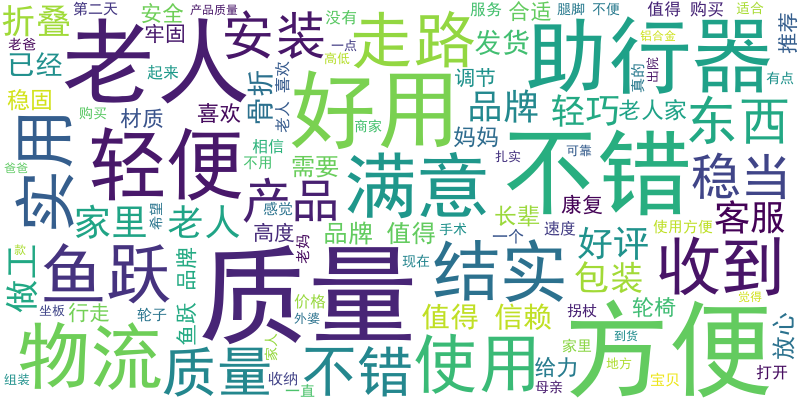 折叠
第二天
安全
产品质量
没有
服务
合适
腿脚
不便
值得
购买
适合
老爸
牢固
老人
安装
一点
走路
发货
助行器
铝合金
推荐
已经
起来
骨折
喜欢
高低
调节
品牌
真的
出院
有点
稳固
购买
材质
喜欢
老人
好用
商家
轻巧
老人家
东西
实用
轻便
相信
不用
妈妈
扎实
可靠
不错
稳当
爸爸
需要
满意
产品
家里
老人
希望
感觉
高度
老妈
品牌
值得
长辈
手术
康复
一个
速度
使用方便
客服
好评
做工
款
鱼跃
品牌
质量
现在
结实
包装
收到
觉得
坐板
行走
轮子
鱼跃
价格
外婆
值得
信赖
拐杖
轮椅
方便
放心
物流
质量
家人
不错
使用
给力
家里
到货
地方
打开
组装
收纳
一直
母亲
宝贝